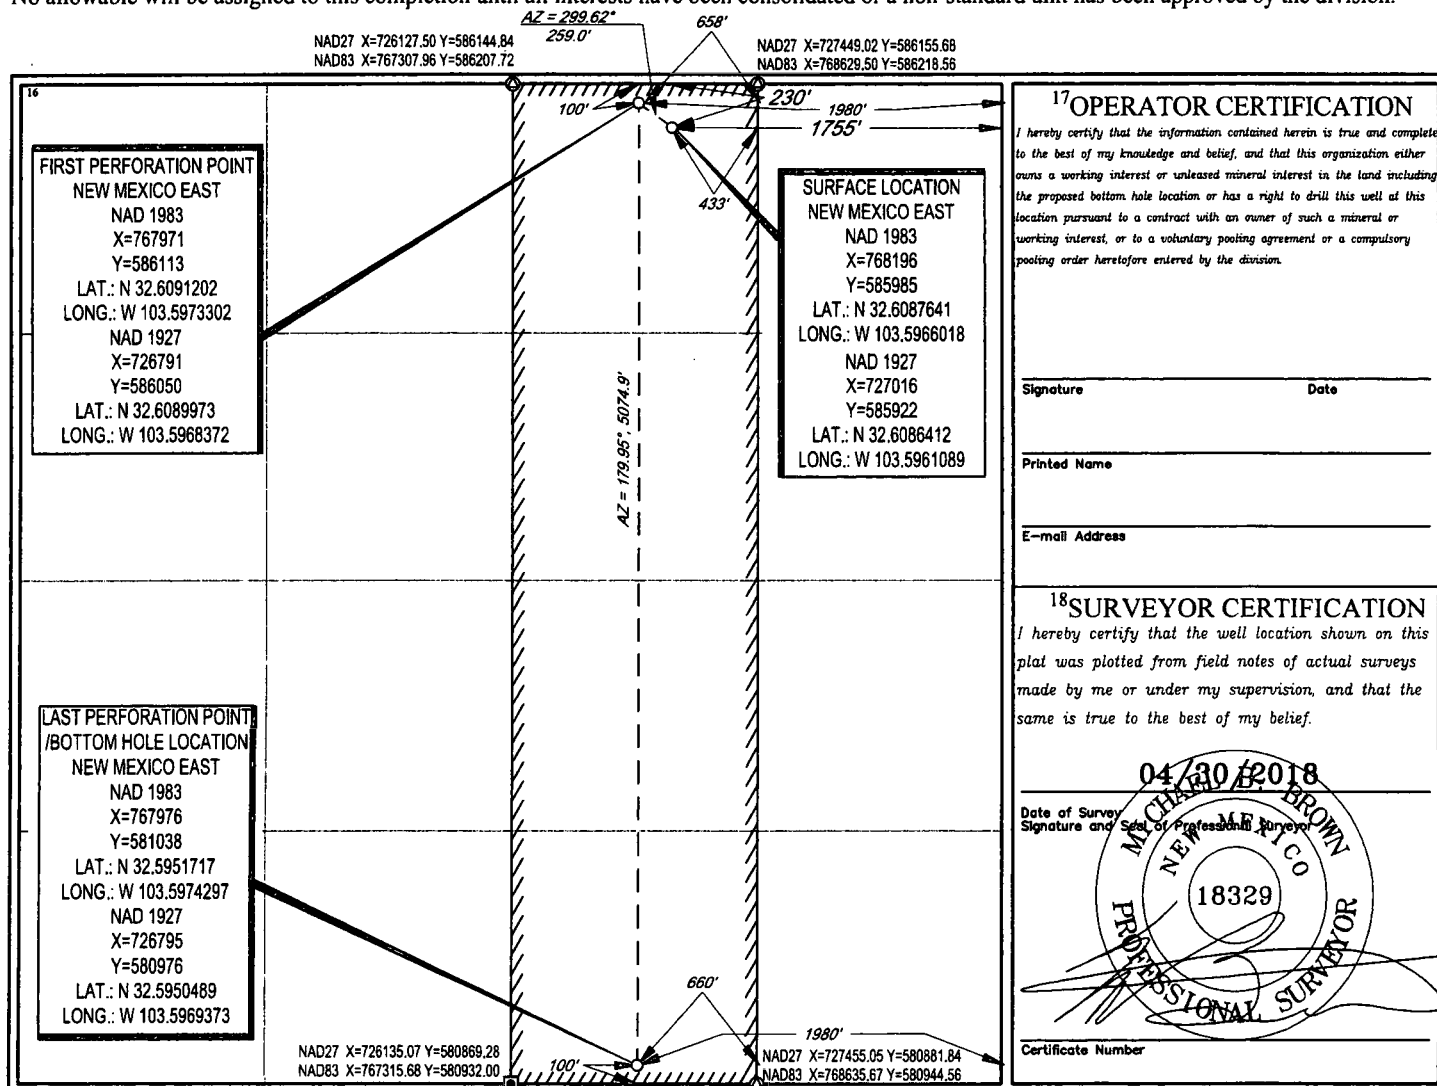 No allowable will be assigned to this completion until all interests have been consolidated or a non-standard unit has been approved by the division.
AZ = 299.62°
259.0'
658'
NAD27 X=726127.50 Y=586144.84
NAD83 X=767307.96 Y=586207.72
NAD27 X=727449.02 Y=586155.68
NAD83 X=768629.50 Y=586218.56
16
100'
230'
1980'
1755'
433'
FIRST PERFORATION POINT
NEW MEXICO EAST
NAD 1983
X=767971
Y=586113
LAT.: N 32.6091202
LONG.: W 103.5973302
NAD 1927
X=726791
Y=586050
LAT.: N 32.6089973
LONG.: W 103.5968372
SURFACE LOCATION
NEW MEXICO EAST
NAD 1983
X=768196
Y=585985
LAT.: N 32.6087641
LONG.: W 103.5966018
NAD 1927
X=727016
Y=585922
LAT.: N 32.6086412
LONG.: W 103.5961089
AZ = 179.95°, 5074.9'
LAST PERFORATION POINT
/BOTTOM HOLE LOCATION
NEW MEXICO EAST
NAD 1983
X=767976
Y=581038
LAT.: N 32.5951717
LONG.: W 103.5974297
NAD 1927
X=726795
Y=580976
LAT.: N 32.5950489
LONG.: W 103.5969373
660'
1980'
100'
NAD27 X=726135.07 Y=580869.28
NAD83 X=767315.68 Y=580932.00
NAD27 X=727455.05 Y=580881.84
NAD83 X=768635.67 Y=580944.56
17 OPERATOR CERTIFICATION
I hereby certify that the information contained herein is true and complete
to the best of my knowledge and belief, and that this organization either
owns a working interest or unleased mineral interest in the land including
the proposed bottom hole location or has a right to drill this well at this
location pursuant to a contract with an owner of such a mineral or
working interest, or to a voluntary pooling agreement or a compulsory
pooling order heretofore entered by the division.
Signature Date
Printed Name
E-mail Address
18 SURVEYOR CERTIFICATION
I hereby certify that the well location shown on this
plat was plotted from field notes of actual surveys
made by me or under my supervision, and that the
same is true to the best of my belief.
04/30/2018
Date of Survey
Signature and Seal of Professional Surveyor
MICHAEL B. BROWN
NEW MEXICO
18329
PROFESSIONAL SURVEYOR
Certificate Number